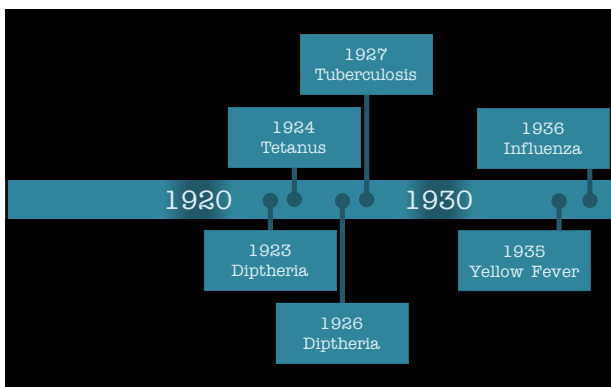 1927
Tuberculosis
1924
Tetanus
1936
Influenza
1920
1930
1923
Diptheria
1935
Yellow Fever
1926
Diptheria